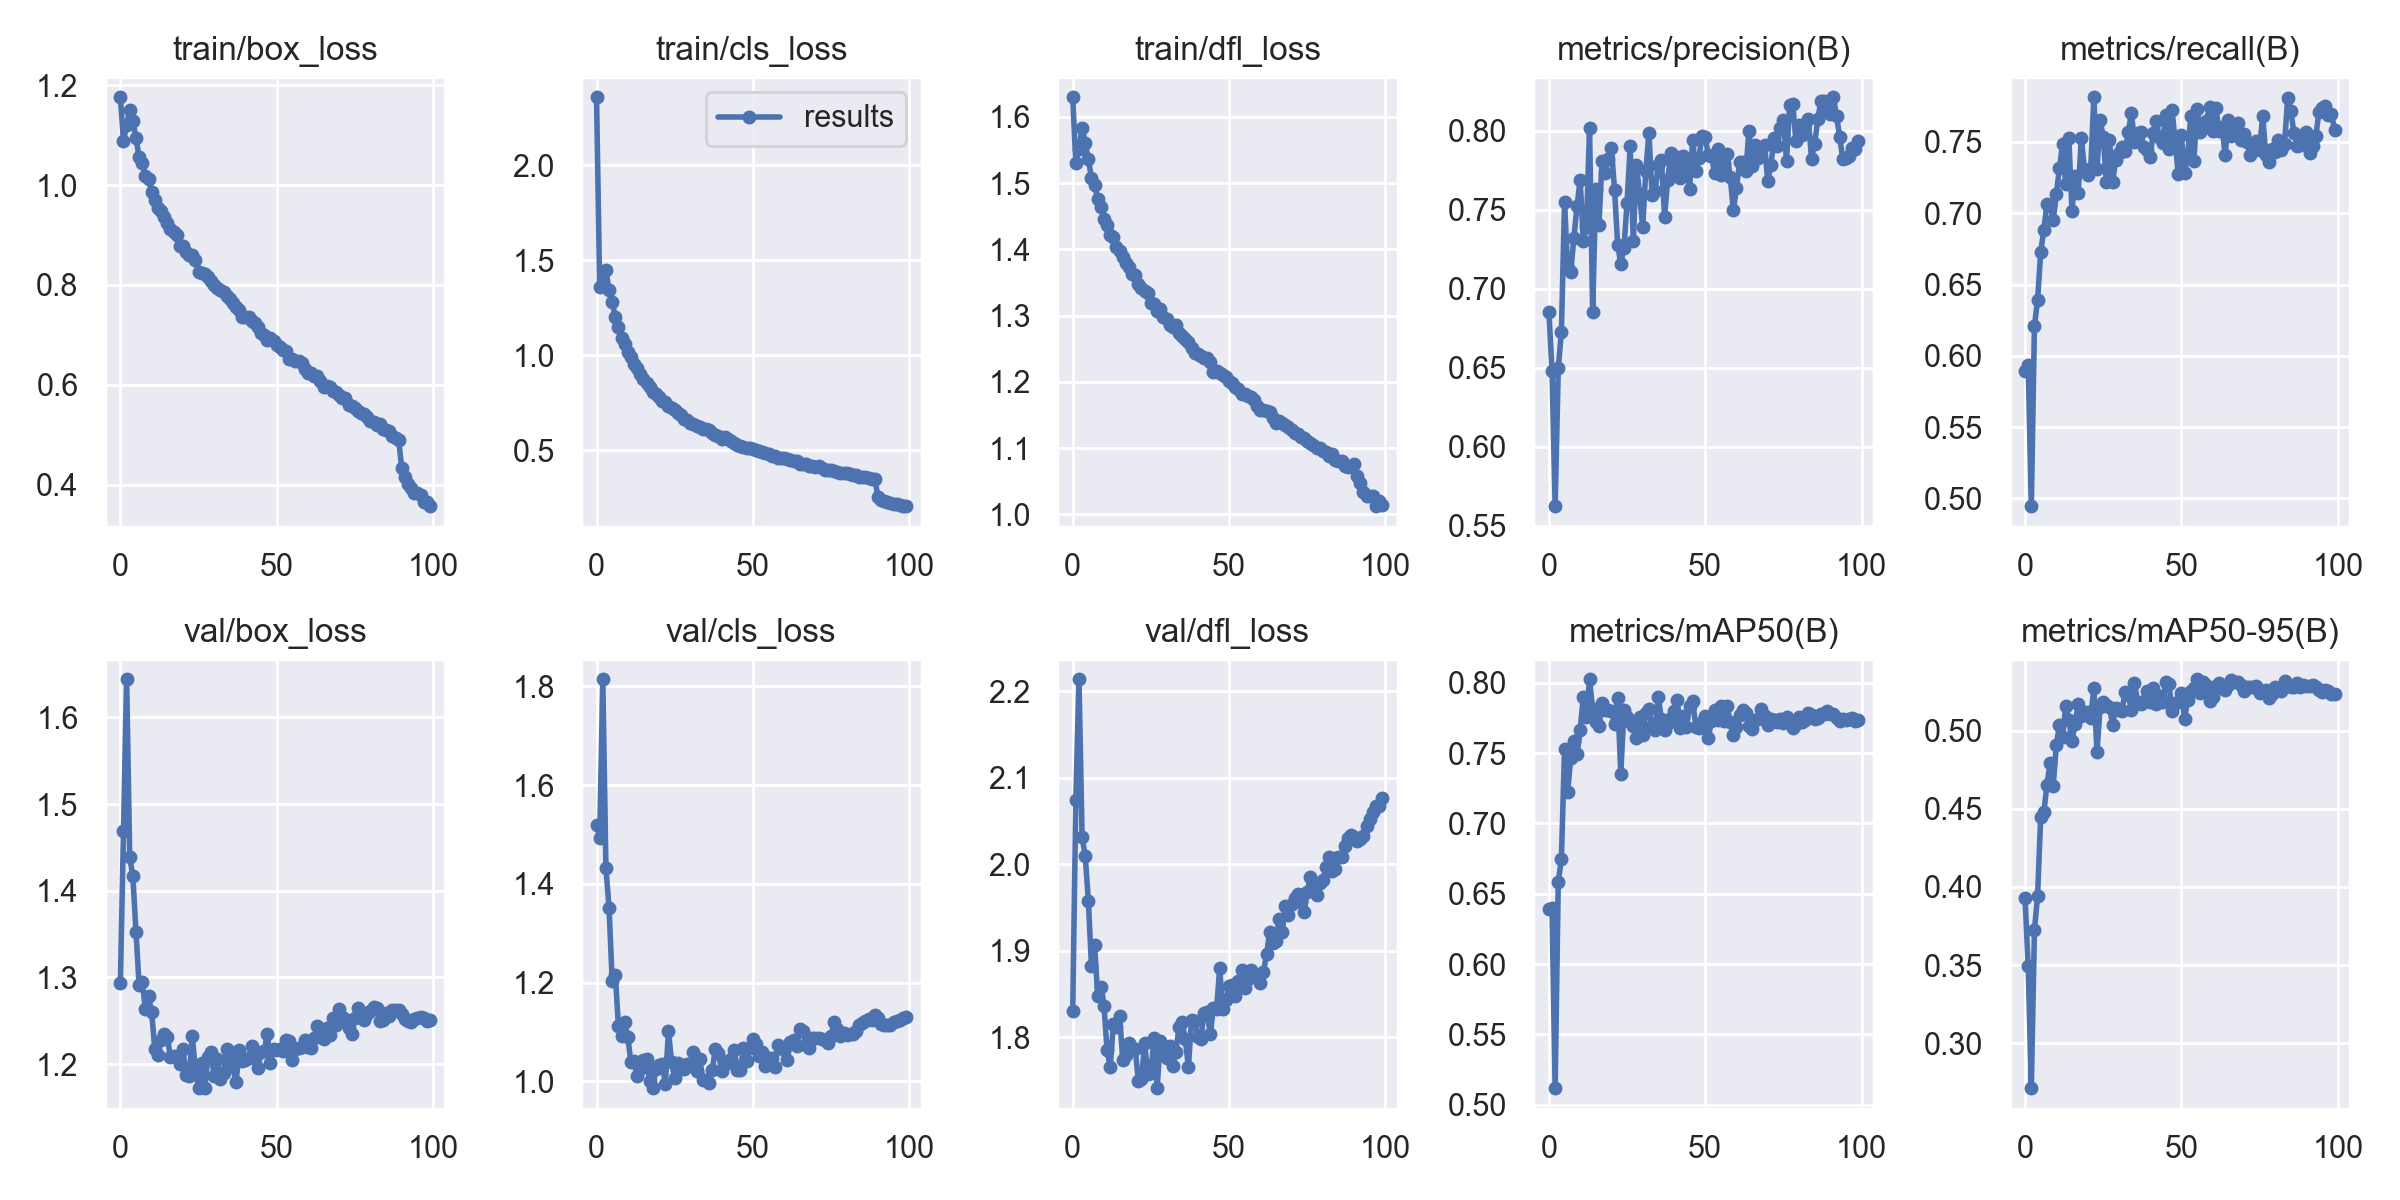 train/box_loss
train/cls_loss
train/dfl_loss
metrics/precision(B)
metrics/recall(B)
1.2
1.0
0.8
0.6
0.4
0 50 100
results
2.0
1.5
1.0
0.5
0 50 100
1.6
1.5
1.4
1.3
1.2
1.1
1.0
0 50 100
0.80
0.75
0.70
0.65
0.60
0.55
0 50 100
0.75
0.70
0.65
0.60
0.55
0.50
0 50 100
val/box_loss
val/cls_loss
val/dfl_loss
metrics/mAP50(B)
metrics/mAP50-95(B)
1.6
1.5
1.4
1.3
1.2
0 50 100
1.8
1.6
1.4
1.2
1.0
0 50 100
2.2
2.1
2.0
1.9
1.8
0 50 100
0.80
0.75
0.70
0.65
0.60
0.55
0.50
0 50 100
0.50
0.45
0.40
0.35
0.30
0 50 100